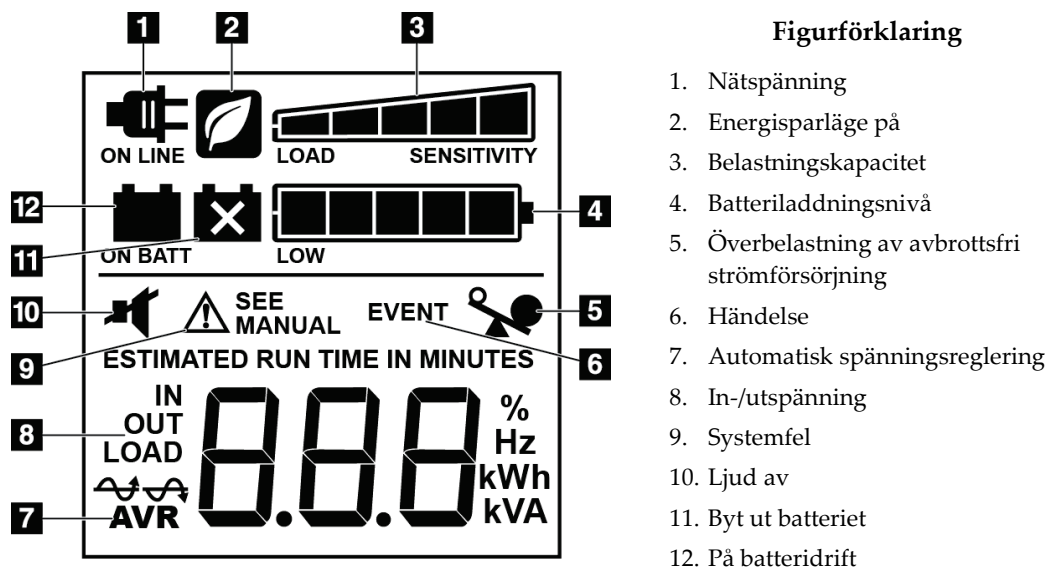 1
2
3
ON LINE
LOAD
SENSITIVITY
12
4
11
ON BATT
LOW
10
SEE
MANUAL
EVENT
5
9
6
ESTIMATED RUN TIME IN MINUTES
IN
OUT
LOAD
8
8.8.8
%
Hz
kWh
kVA
7
AVR
Figurförklaring
1. Nätspänning
2. Energisparläge på
3. Belastningskapacitet
4. Batteriladdningsnivå
5. Överbelastning av avbrottsfri
strömförsörjning
6. Händelse
7. Automatisk spänningsreglering
8. In-/utspänning
9. Systemfel
10. Ljud av
11. Byt ut batteriet
12. På batteridrift